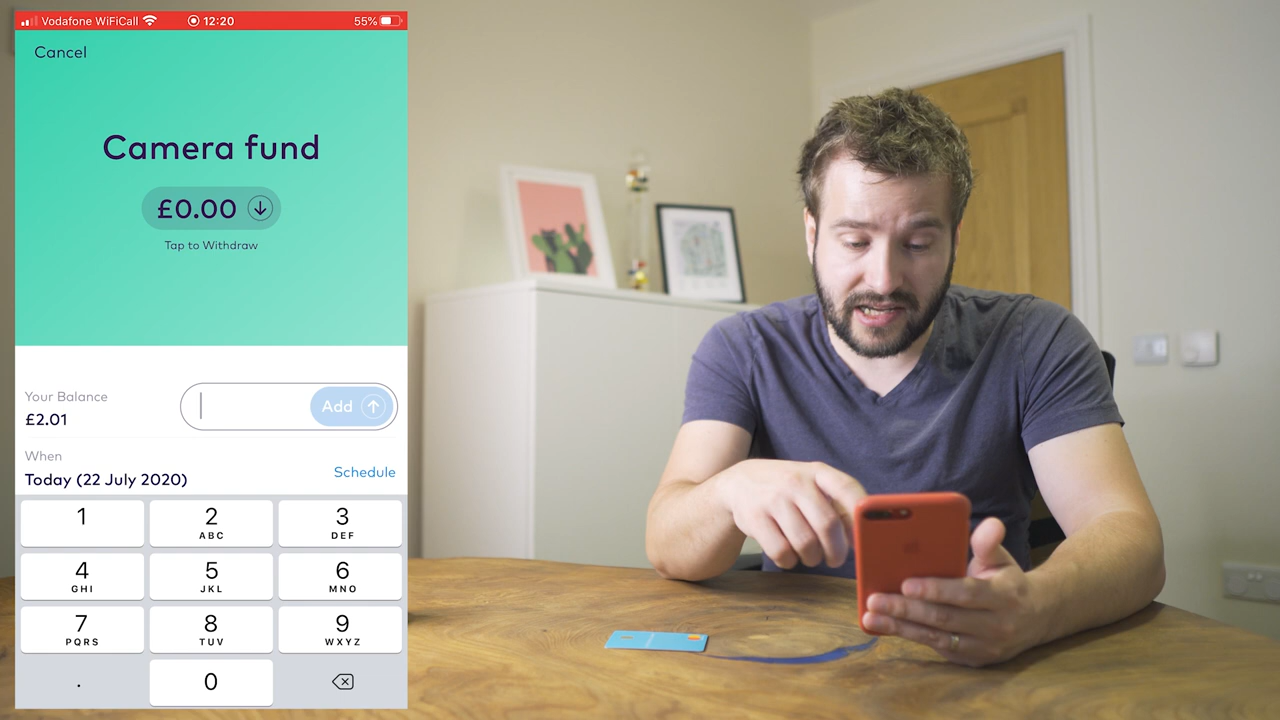 Vodafone WiFiCall 12:20 55%
Cancel
Camera fund
£0.00
Tap to Withdraw
Your Balance
£2.01
Add
When
Today (22 July 2020)
Schedule
1 2 3
ABC DEF
4 5 6
GHI JKL MNO
7 8 9
PQRS TUV WXYZ
. 0